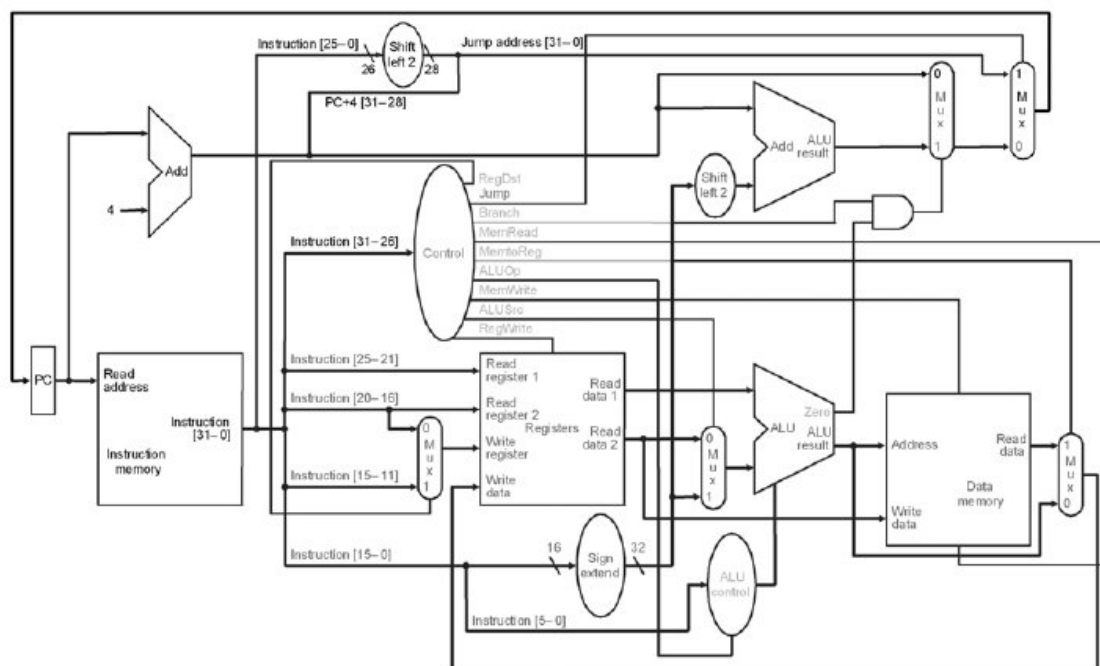 Instruction [25–0]
26
Shift
left 2
28
Jump address [31–0]
PC+4 [31–28]
Add
4
0
M
u
x
1
1
M
u
x
0
Add
ALU
result
Shift
left 2
RegDst
Jump
Branch
MemRead
MemtoReg
ALUOp
MemWrite
ALUSrc
RegWrite
Instruction [31–26]
Control
PC
Read
address
Instruction
[31–0]
Instruction
memory
Instruction [25–21]
Instruction [20–16]
Instruction [15–11]
Instruction [15–0]
Instruction [5–0]
0
M
u
x
1
Read
register 1
Read
register 2
Write
register
Write
data
Registers
Read
data 1
Read
data 2
16
Sign
extend
32
0
M
u
x
1
Zero
ALU
ALU
result
ALU
control
Address
Write
data
Read
data
Data
memory
1
M
u
x
0